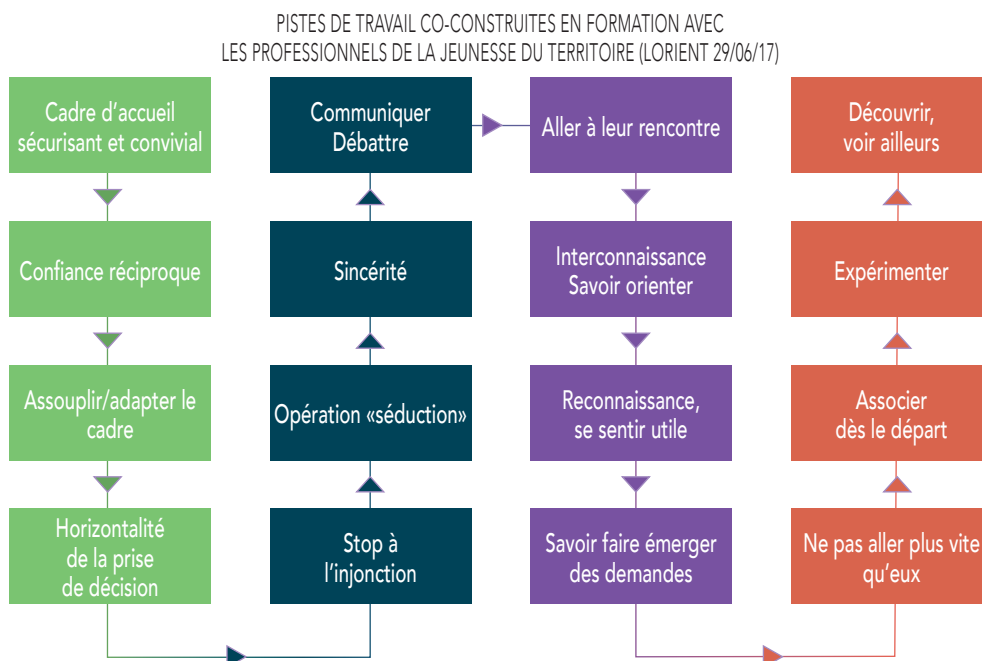 PISTES DE TRAVAIL CO-CONSTRUITES EN FORMATION AVEC
LES PROFESSIONNELS DE LA JEUNESSE DU TERRITOIRE (LORIENT 29/06/17)
Cadre d'accueil
sécurisant et convivial
Confiance réciproque
Assouplir/adapter le
cadre
Horizontalité
de la prise
de décision
Stop à
l'injonction
Opération «séduction»
Sincérité
Communiquer
Débattre
Aller à leur rencontre
Interconnaissance
Savoir orienter
Reconnaissance,
se sentir utile
Savoir faire émerger
des demandes
Ne pas aller plus vite
qu'eux
Associer
dès le départ
Expérimenter
Découvrir,
voir ailleurs